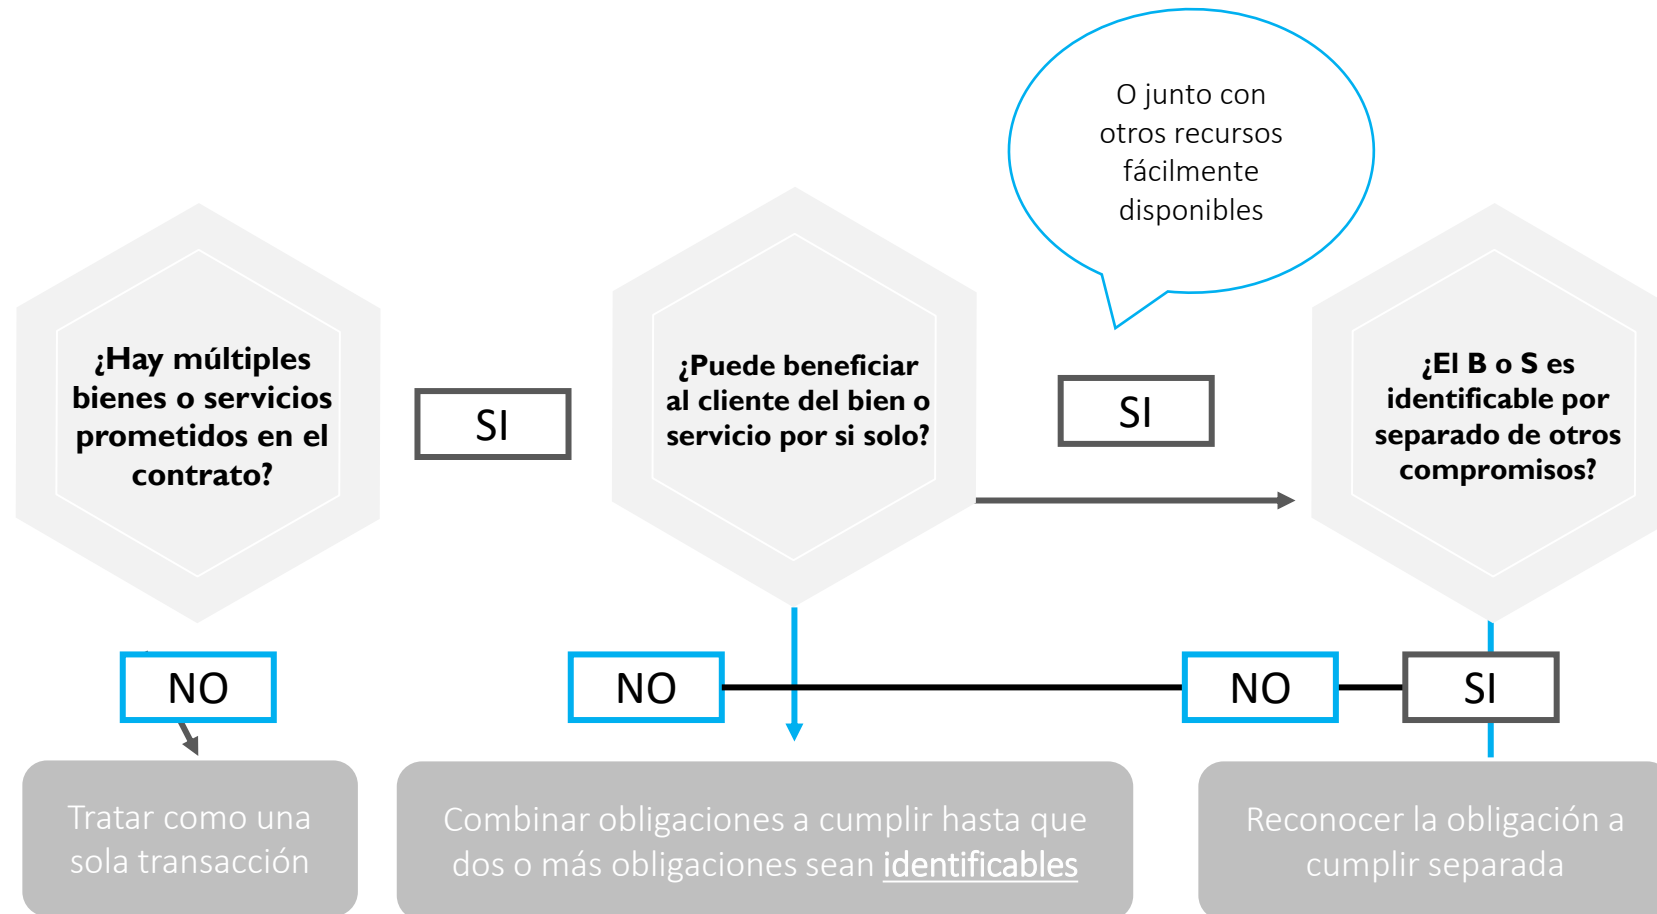 O junto con
otros recursos
fácilmente
disponibles
¿Hay múltiples
bienes o servicios
prometidos en el
contrato?
SI
¿Puede beneficiar
al cliente del bien o
servicio por si solo?
SI
¿El B o S es
identificable por
separado de otros
compromisos?
NO
NO
NO
SI
Tratar como una
sola transacción
Combinar obligaciones a cumplir hasta que
dos o más obligaciones sean identificables
Reconocer la obligación a
cumplir separada